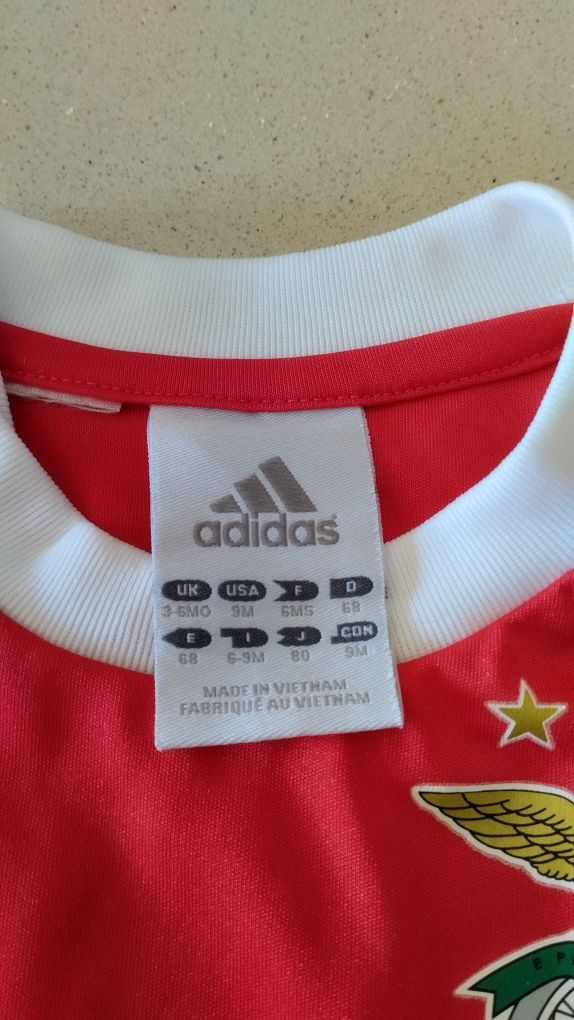 adidas
UK USA F D
3-6MO 9M 6MS 68
E I J CDN
68 6-9M 80 9M
MADE IN VIETNAM
FABRIQUÉ AU VIETNAM
E P